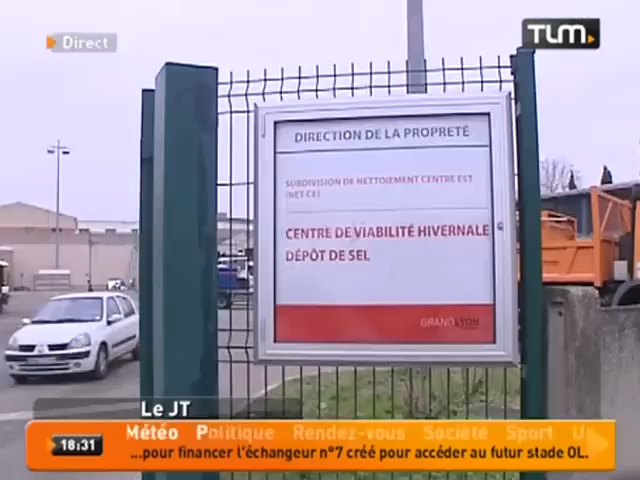 Direct
TLM.
DIRECTION DE LA PROPRETÉ
SUBDIVISION DE NETTOIEMENT CENTRE EST
(NET-CE)
CENTRE DE VIABILITÉ HIVERNALE
DÉPÔT DE SEL
GRANDLYON
Le JT
Météo Politique Rendez-vous Société Sport U
18:31
...pour financer l'échangeur n°7 créé pour accéder au futur stade OL.